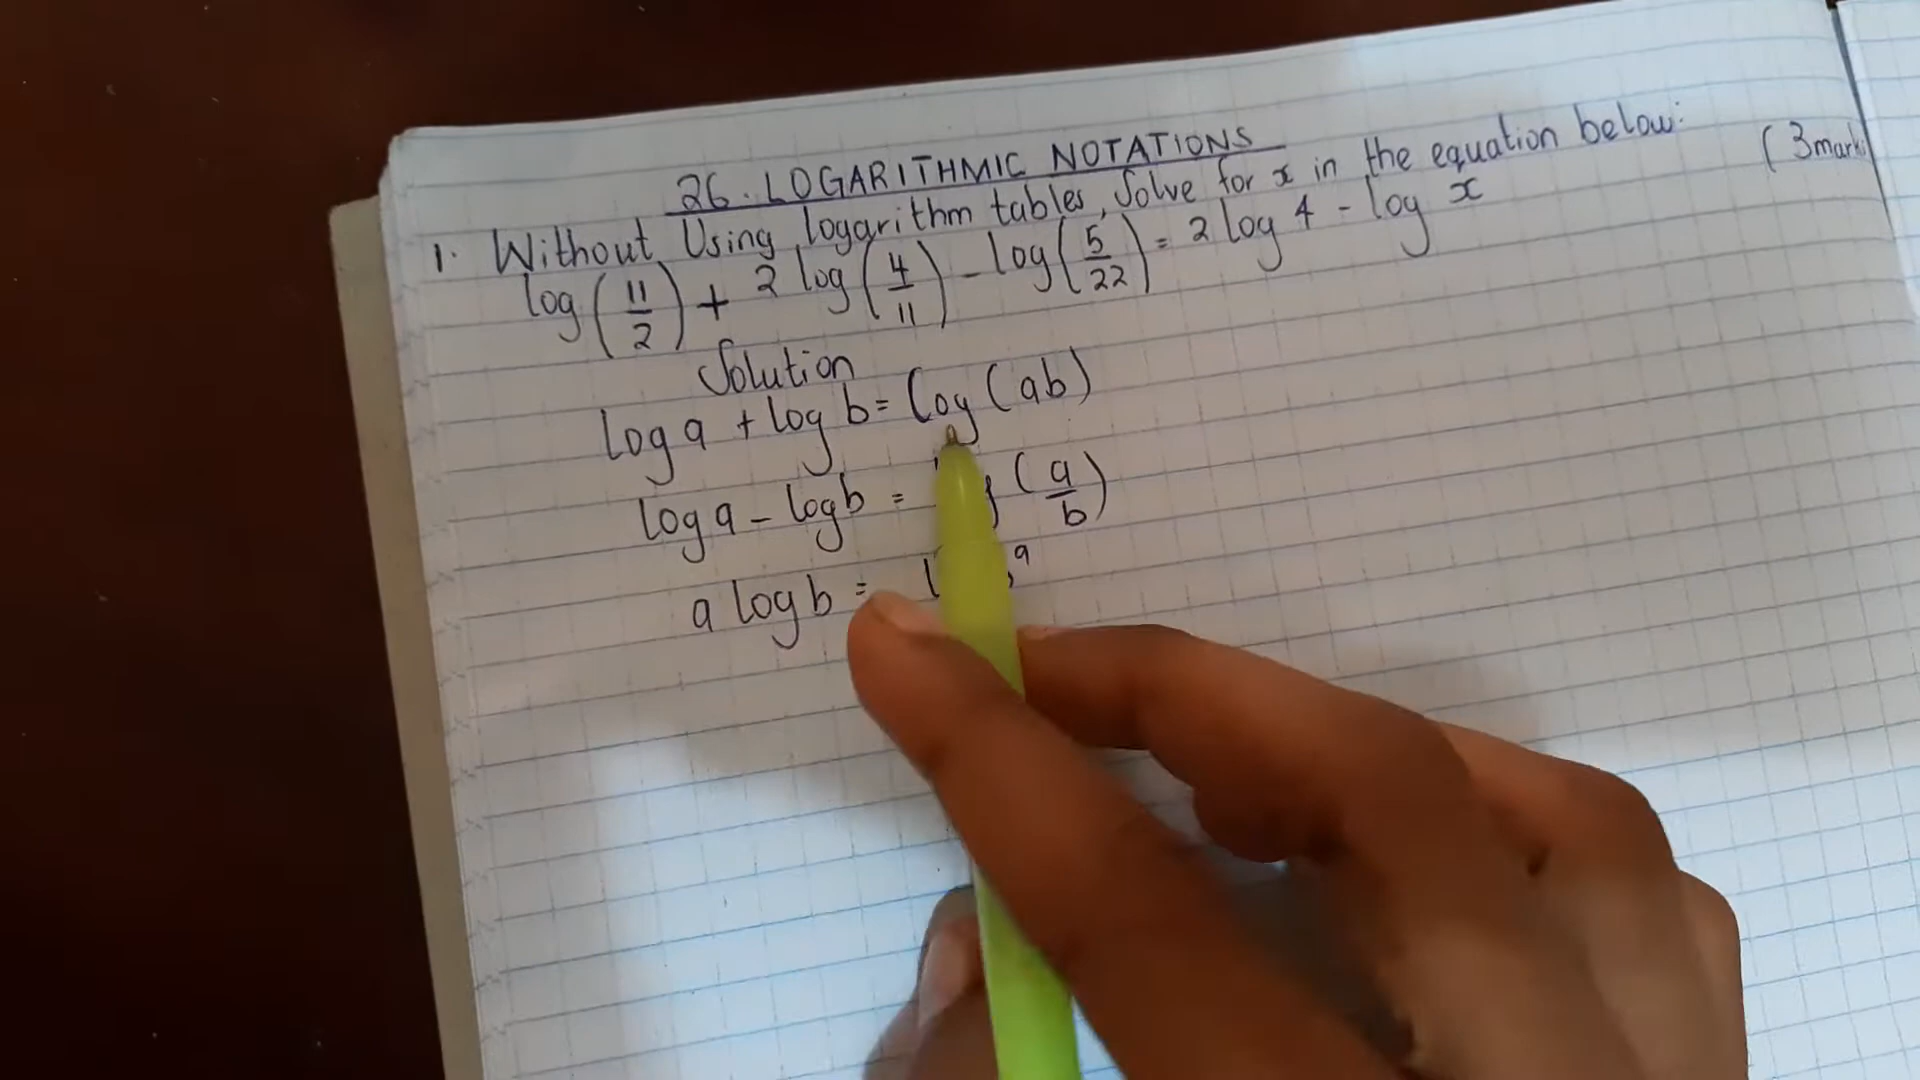 26. LOGARITHMIC NOTATIONS
1. Without Using logarithm tables, Solve for x in the equation below. (3mark
log(11/2) + 2 log(4/11) - log(5/22) = 2 log 4 - log x
Solution
log a + log b = Log (ab)
log a - log b = (a/b)
a log b =